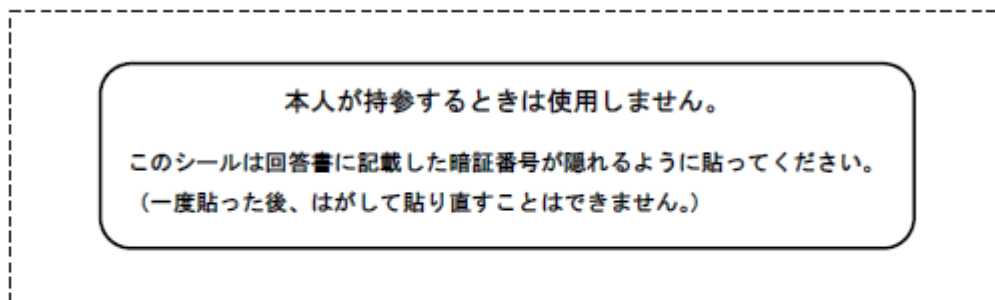 本人が持参するときは使用しません。
このシールは回答書に記載した暗証番号が隠れるように貼ってください。
（一度貼った後、はがして貼り直すことはできません。）